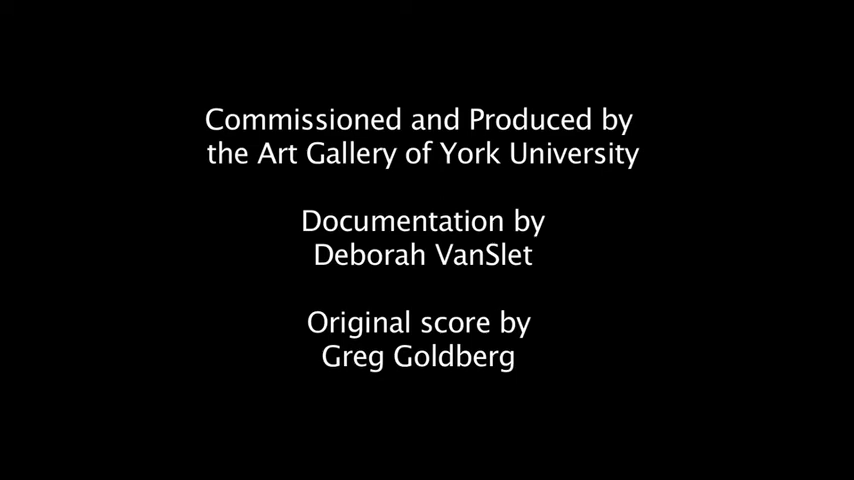 Commissioned and Produced by
the Art Gallery of York University
Documentation by
Deborah VanSlet
Original score by
Greg Goldberg